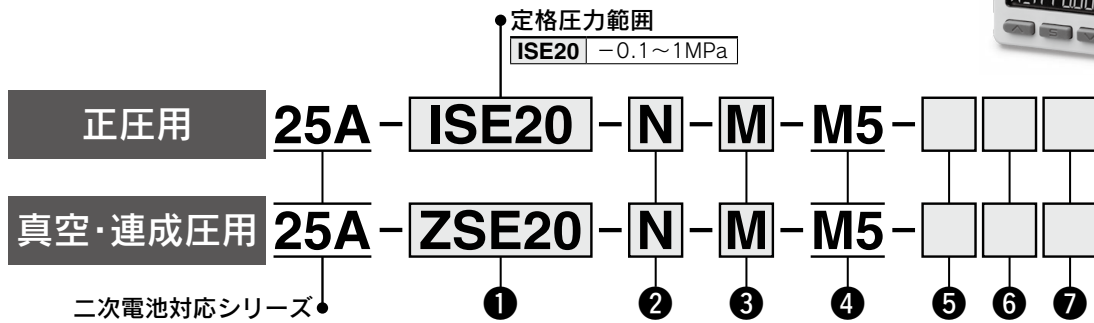 定格圧力範囲
ISE20 −0.1～1MPa
正圧用 25A-ISE20-N-M-M5-
真空・連成圧用 25A-ZSE20-N-M-M5-
二次電池対応シリーズ ❶ ❷ ❸ ❹ ❺ ❻ ❼